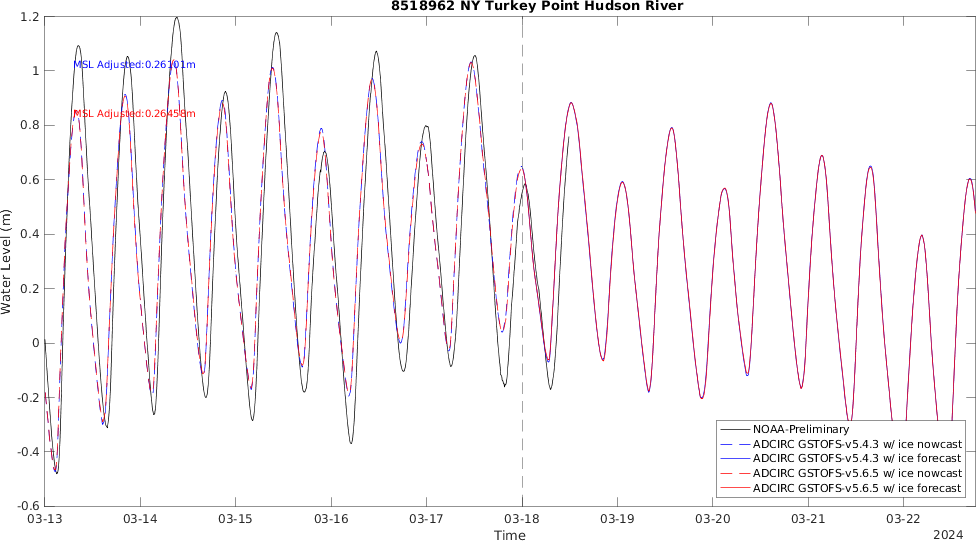 8518962 NY Turkey Point Hudson River
1.2
1
0.8
0.6
0.4
0.2
0
-0.2
-0.4
-0.6
Water Level (m)
MSL Adjusted:0.26101m
MSL Adjusted:0.26458m
NOAA-Preliminary
ADCIRC GSTOFS-v5.4.3 w/ ice nowcast
ADCIRC GSTOFS-v5.4.3 w/ ice forecast
ADCIRC GSTOFS-v5.6.5 w/ ice nowcast
ADCIRC GSTOFS-v5.6.5 w/ ice forecast
03-13 03-14 03-15 03-16 03-17 03-18 03-19 03-20 03-21 03-22
Time
2024